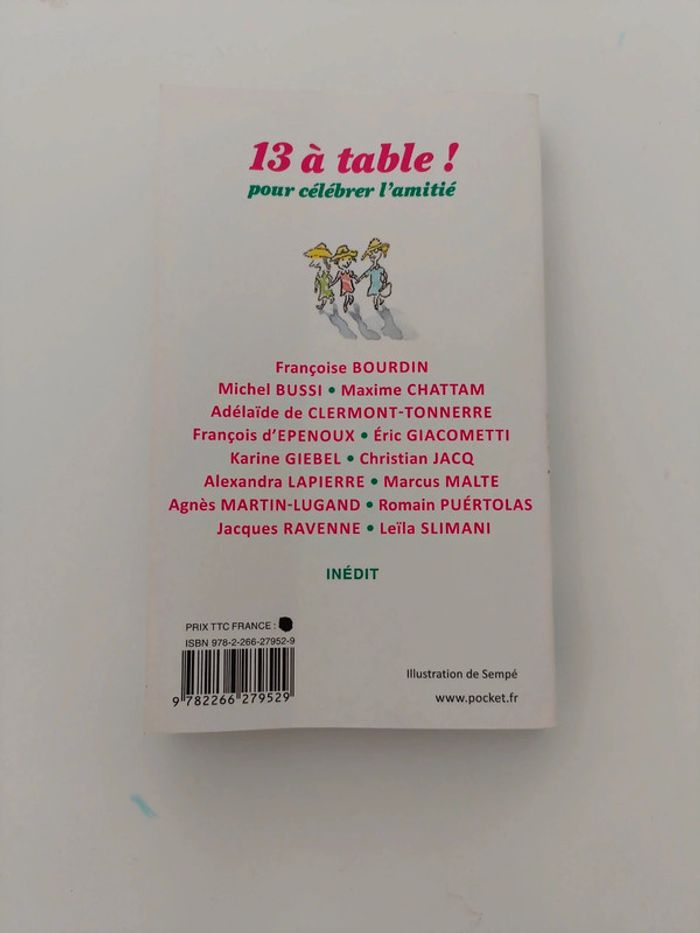 13 à table !
pour célébrer l'amitié
Françoise BOURDIN
Michel BUSSI • Maxime CHATTAM
Adélaïde de CLERMONT-TONNERRE
François d'EPENOUX • Éric GIACOMETTI
Karine GIEBEL • Christian JACQ
Alexandra LAPIERRE • Marcus MALTE
Agnès MARTIN-LUGAND • Romain PUÉRTOLAS
Jacques RAVENNE • Leïla SLIMANI
INÉDIT
PRIX TTC FRANCE :
ISBN 978-2-266-27952-9
9 782266 279529
Illustration de Sempé
www.pocket.fr